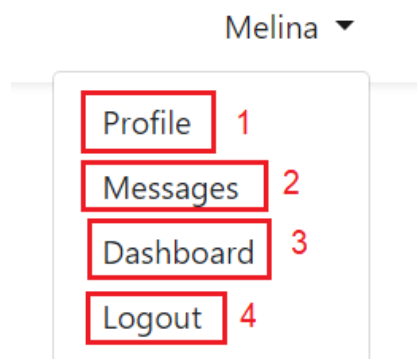 Melina
Profile 1
Messages 2
Dashboard 3
Logout 4